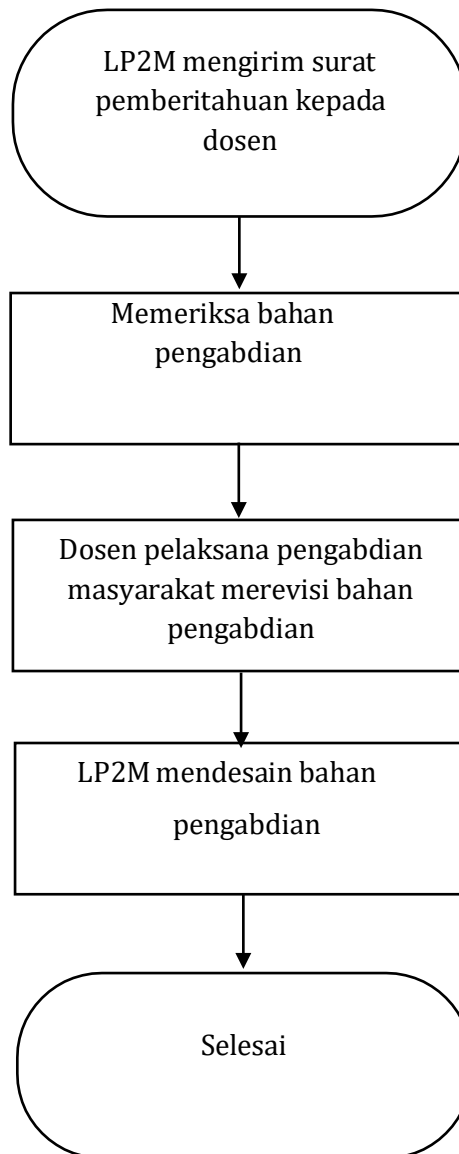 LP2M mengirim surat
pemberitahuan kepada
dosen
Memeriksa bahan
pengabdian
Dosen pelaksana pengabdian
masyarakat merevisi bahan
pengabdian
LP2M mendesain bahan
pengabdian
Selesai